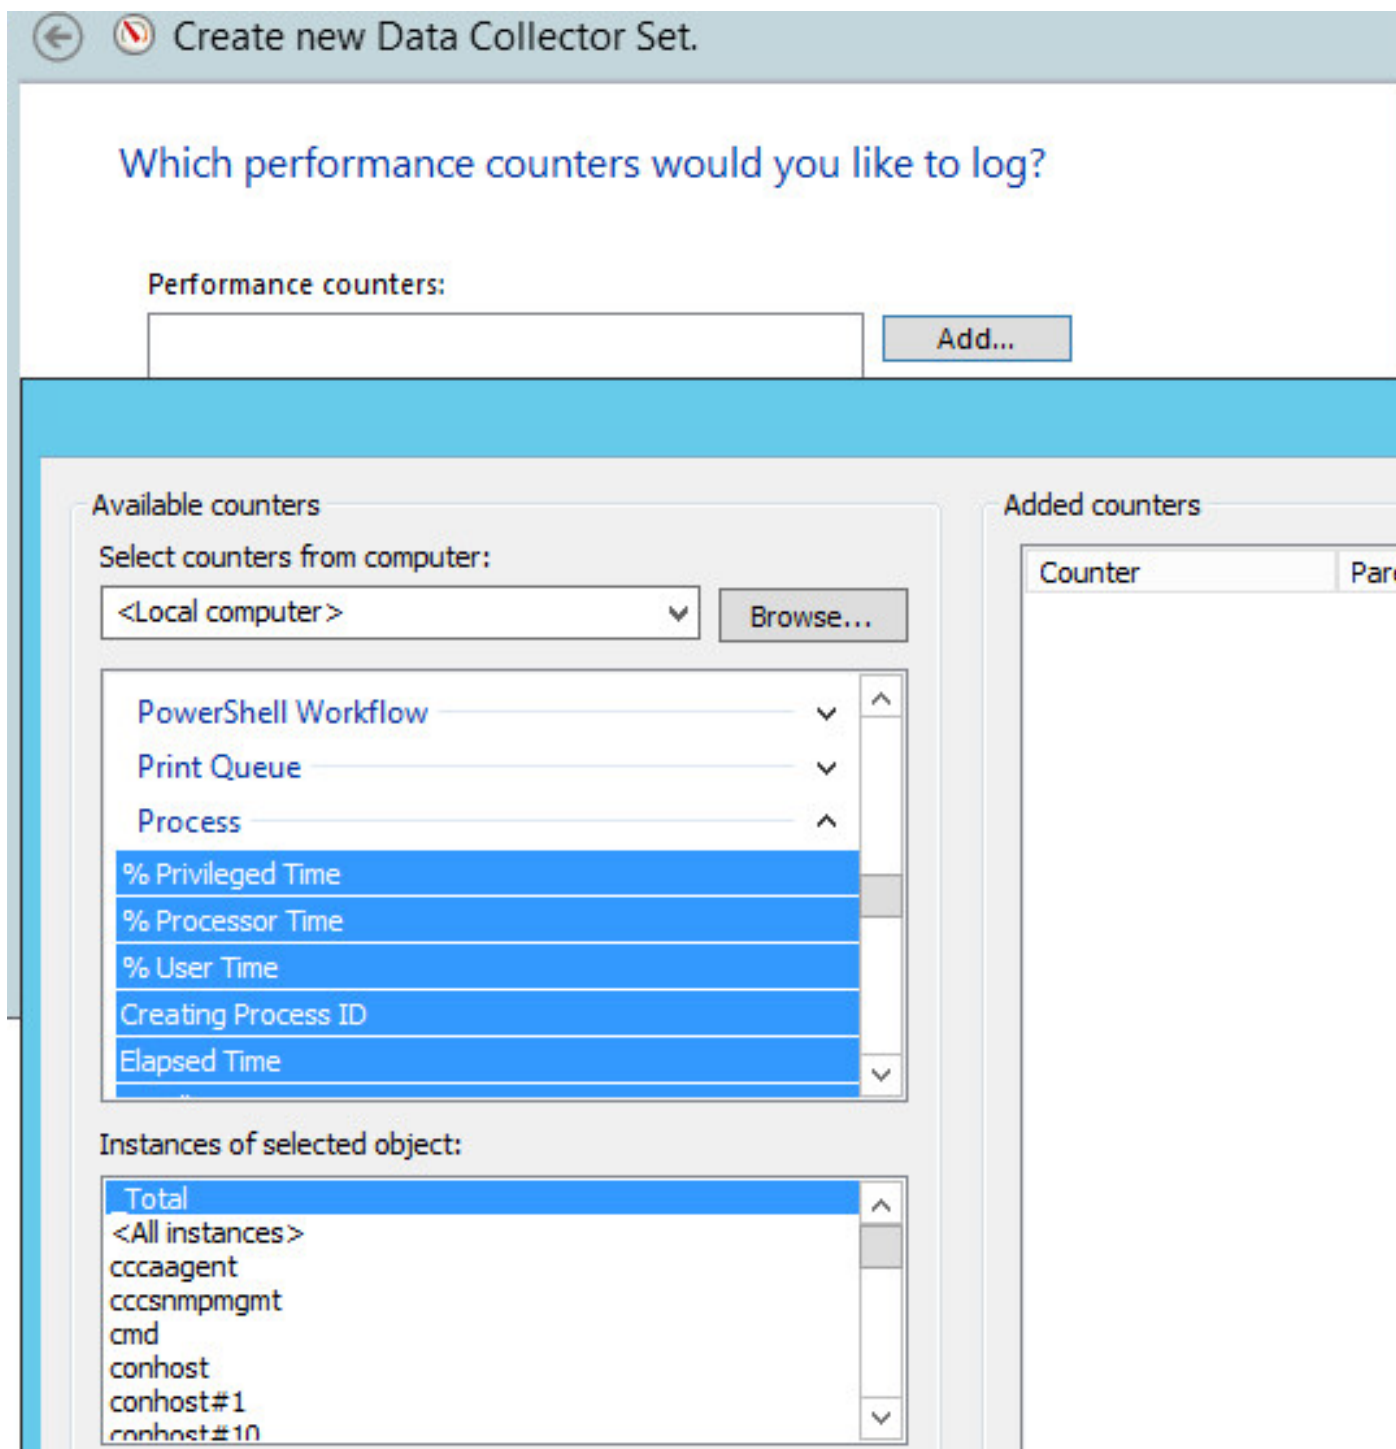 Create new Data Collector Set.
Which performance counters would you like to log?
Performance counters:
Add...
Available counters
Select counters from computer:
<Local computer>
Browse...
PowerShell Workflow
Print Queue
Process
% Privileged Time
% Processor Time
% User Time
Creating Process ID
Elapsed Time
Instances of selected object:
_Total
<All instances>
cccaagent
cccsnmpmgmt
cmd
conhost
conhost#1
conhost#10
Added counters
Counter